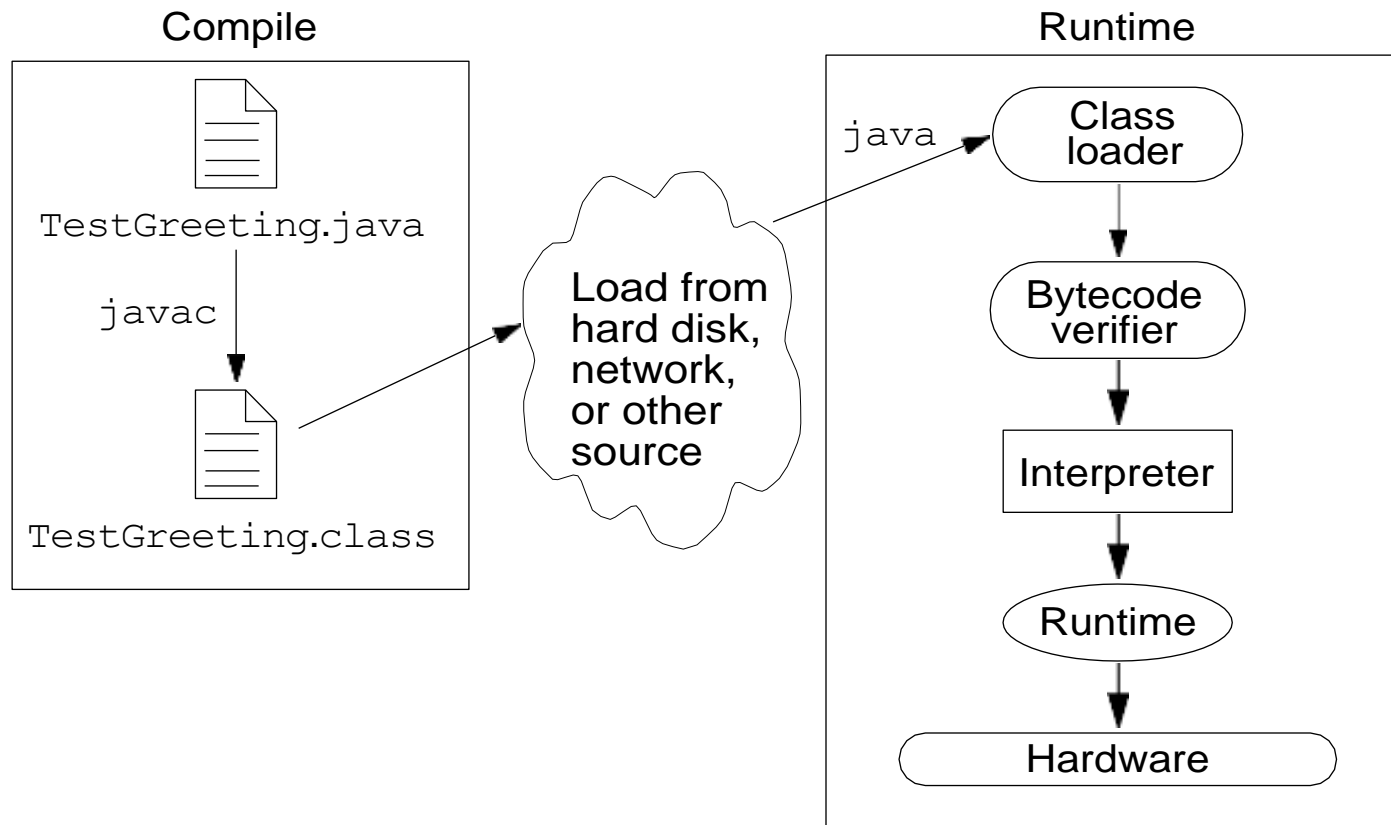 Compile
TestGreeting.java
javac
TestGreeting.class
Load from
hard disk,
network,
or other
source
java
Runtime
Class
loader
Bytecode
verifier
Interpreter
Runtime
Hardware